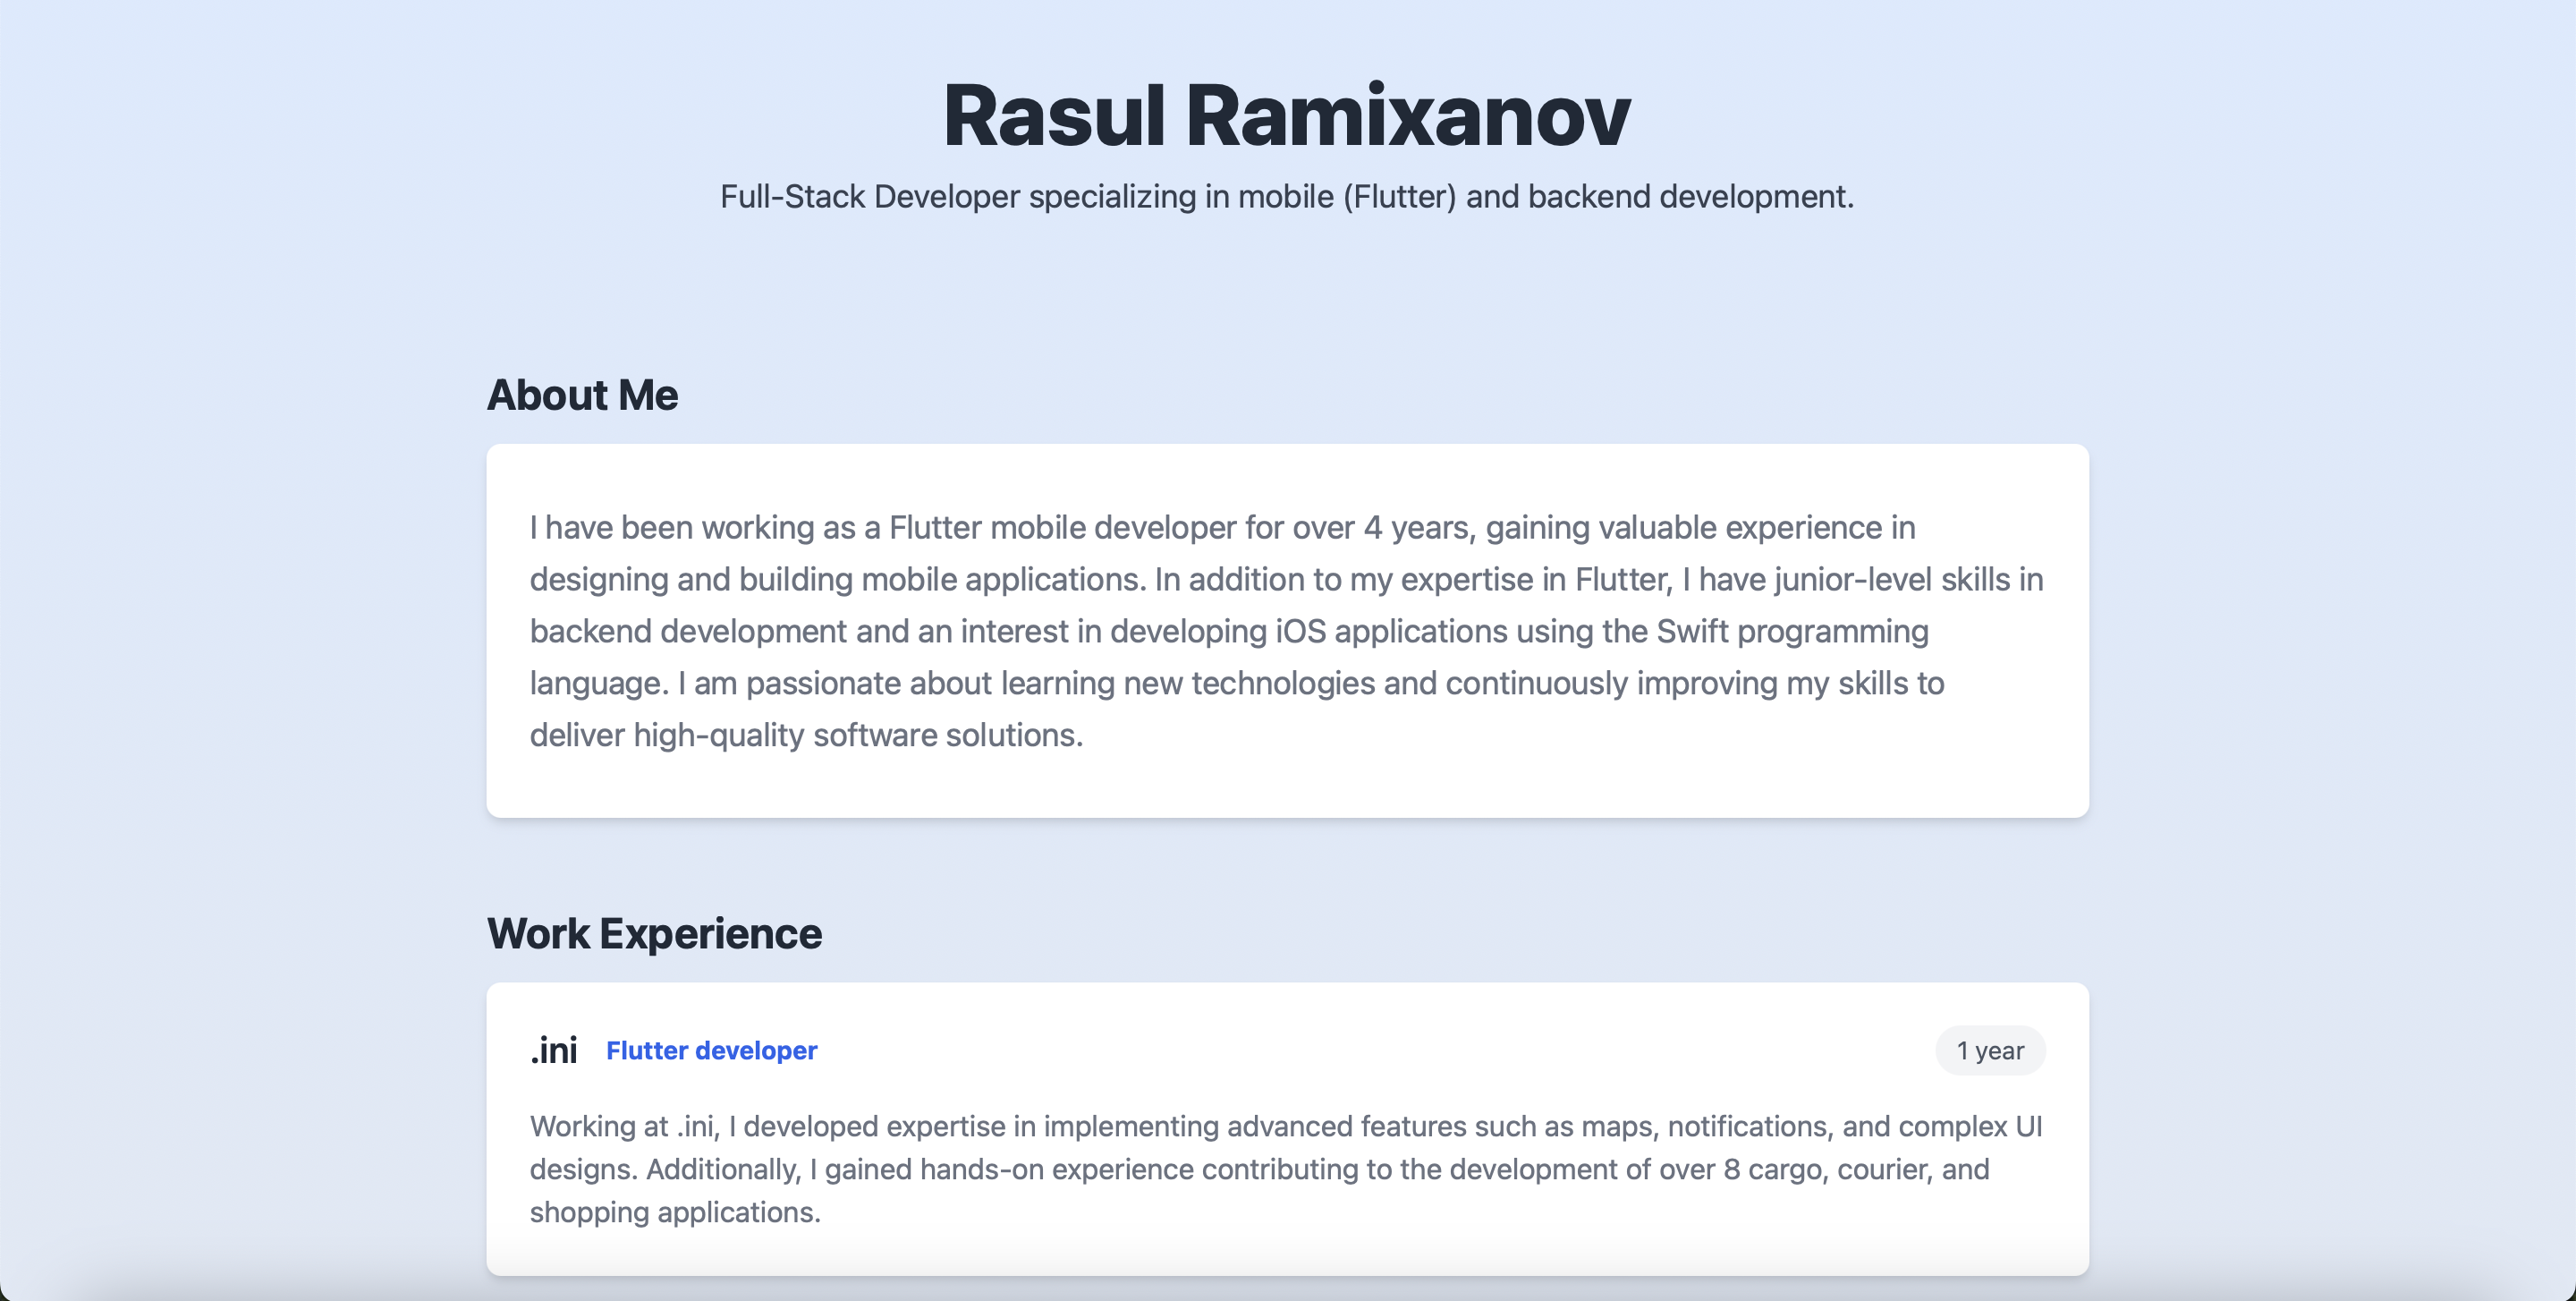 Rasul Ramixanov
Full-Stack Developer specializing in mobile (Flutter) and backend development.
About Me
I have been working as a Flutter mobile developer for over 4 years, gaining valuable experience in
designing and building mobile applications. In addition to my expertise in Flutter, I have junior-level skills in
backend development and an interest in developing iOS applications using the Swift programming
language. I am passionate about learning new technologies and continuously improving my skills to
deliver high-quality software solutions.
Work Experience
.ini Flutter developer 1 year
Working at .ini, I developed expertise in implementing advanced features such as maps, notifications, and complex UI
designs. Additionally, I gained hands-on experience contributing to the development of over 8 cargo, courier, and
shopping applications.